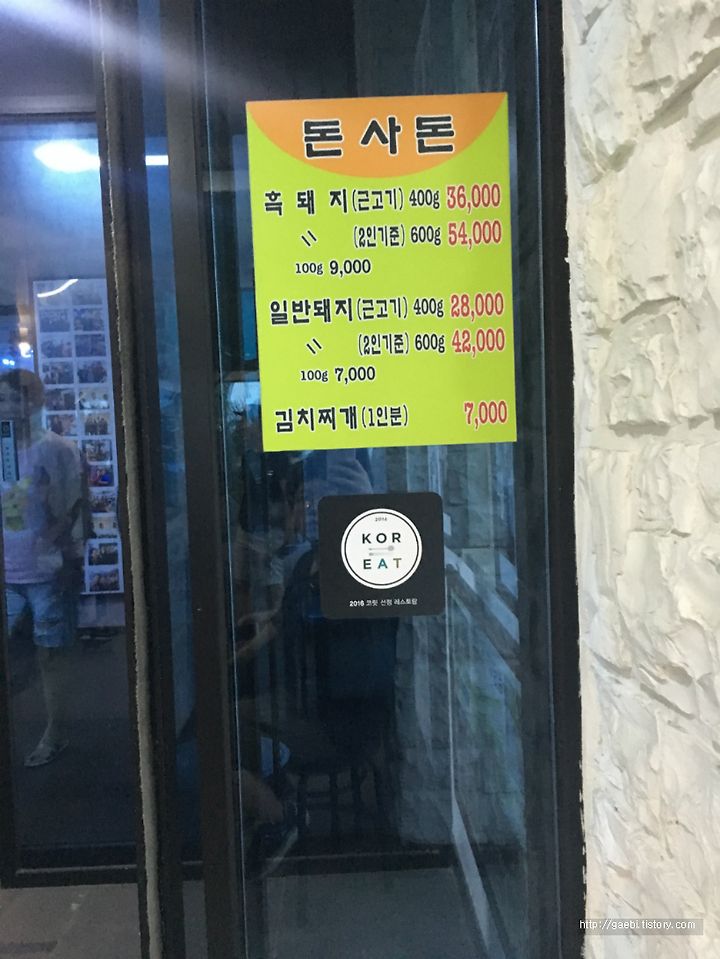 돈사돈
흑돼지(근고기) 400g 36,000
〃 (2인기준) 600g 54,000
100g 9,000
일반돼지(근고기) 400g 28,000
〃 (2인기준) 600g 42,000
100g 7,000
김치찌개(1인분) 7,000
2016
KOR
EAT
2016 코릿 선정 레스토랑
http://gaebi.tistory.com